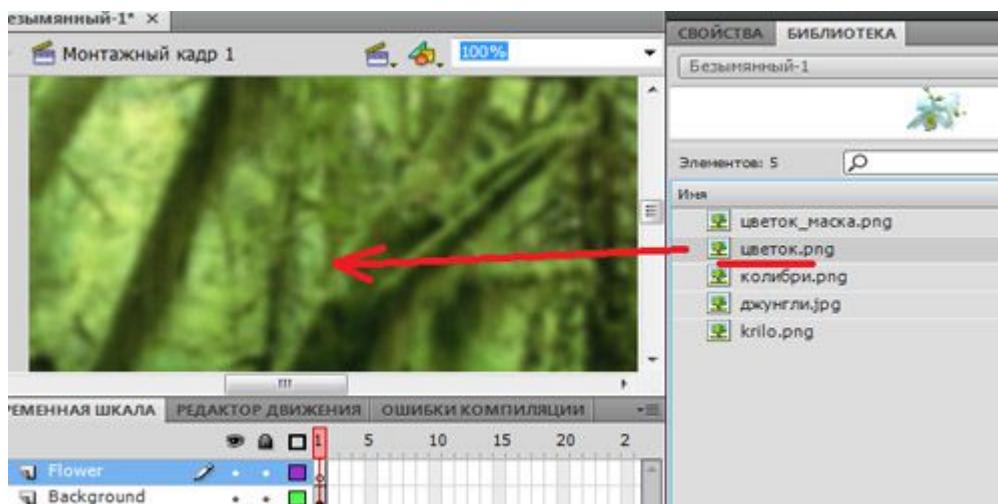 езымянный-1* ×
Монтажный кадр 1
100%
СВОЙСТВА БИБЛИОТЕКА
Безымянный-1
Элементов: 5
Имя
цветок_маска.png
цветок.png
колибри.png
джунгли.jpg
krilo.png
РЕМЕННАЯ ШКАЛА РЕДАКТОР ДВИЖЕНИЯ ОШИБКИ КОМПИЛЯЦИИ
1 5 10 15 20 2
Flower
Background